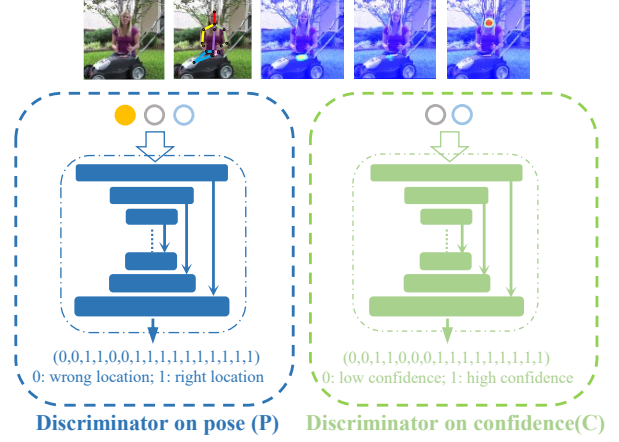 (0,0,1,1,0,0,1,1,1,1,1,1,1,1,1,1)
0: wrong location; 1: right location
Discriminator on pose (P)
(0,0,1,1,0,0,0,1,1,1,1,1,1,1,1,1)
0: low confidence; 1: high confidence
Discriminator on confidence(C)